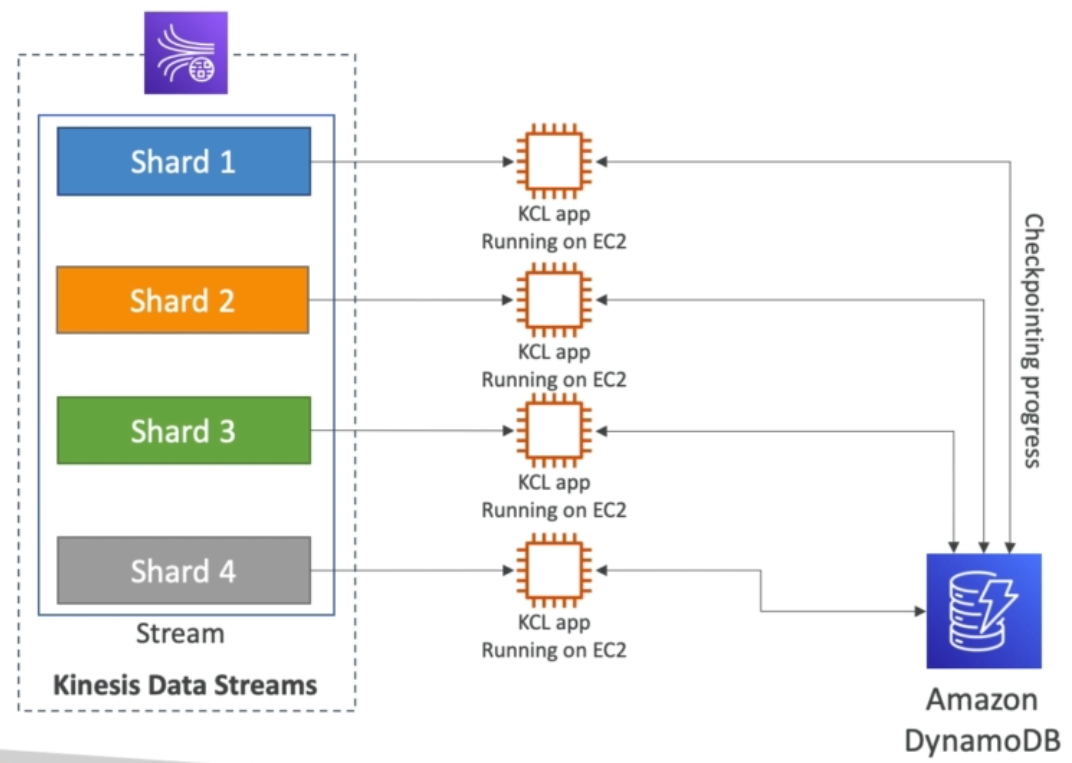 Shard 1
Shard 2
Shard 3
Shard 4
Stream
Kinesis Data Streams
KCL app
Running on EC2
KCL app
Running on EC2
KCL app
Running on EC2
KCL app
Running on EC2
Checkpointing progress
Amazon
DynamoDB